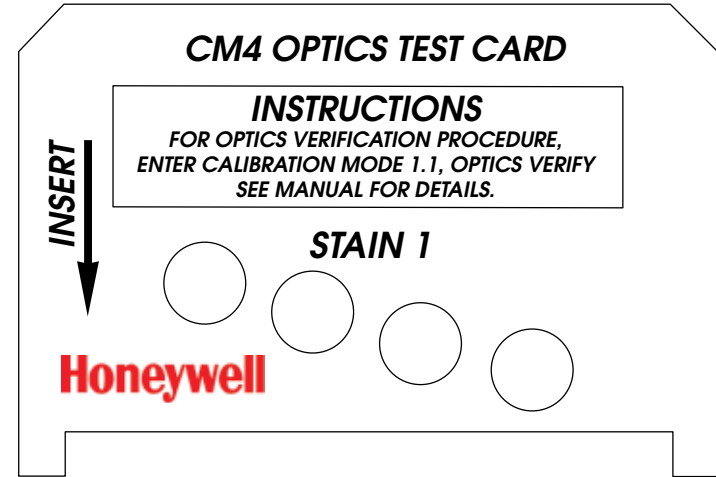 CM4 OPTICS TEST CARD
INSTRUCTIONS
FOR OPTICS VERIFICATION PROCEDURE,
ENTER CALIBRATION MODE 1.1, OPTICS VERIFY
SEE MANUAL FOR DETAILS.
INSERT
STAIN 1
Honeywell